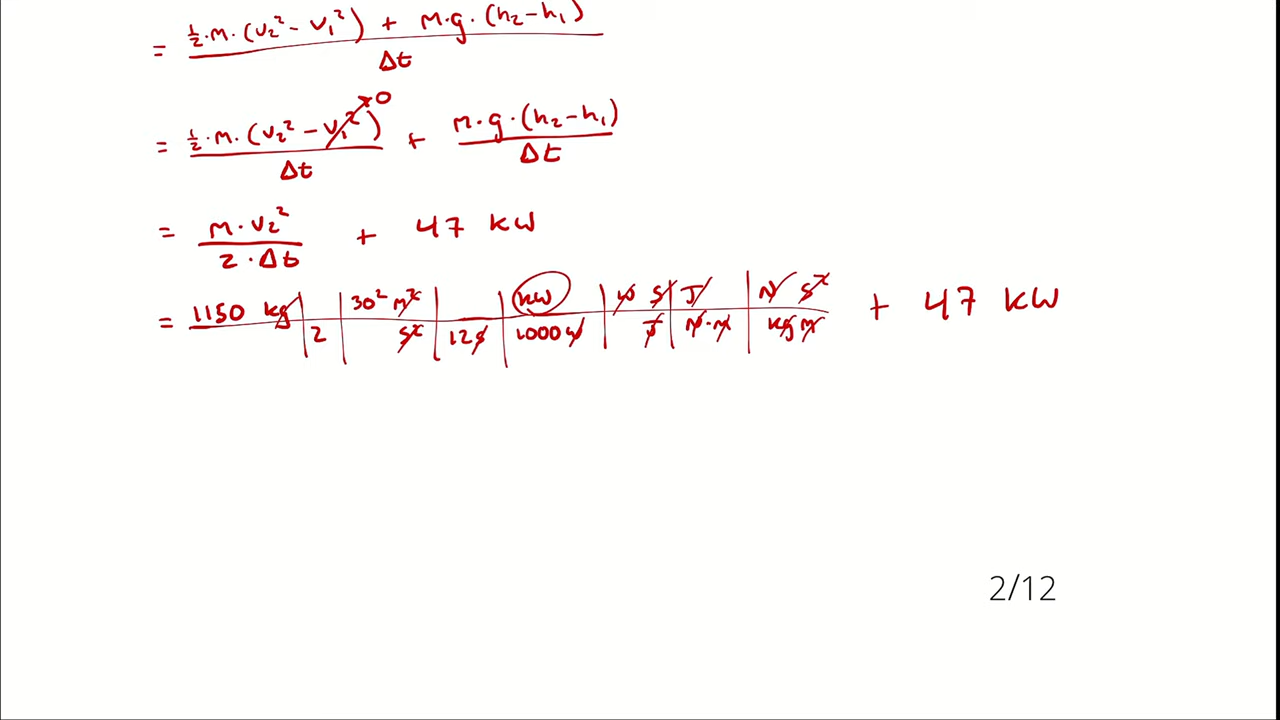 = ½·m·(v₂² - v₁²) + m·g·(h₂-h₁) / Δt
= ½·m·(v₂² - v₁²)→0 / Δt + m·g·(h₂-h₁) / Δt
= m·v₂² / 2·Δt + 47 kW
= 1150 kg | 30² m² | kW | W s | J | N s² + 47 kW
2 | s² | 12 s | 1000 W | J | N·m | kg m
2/12